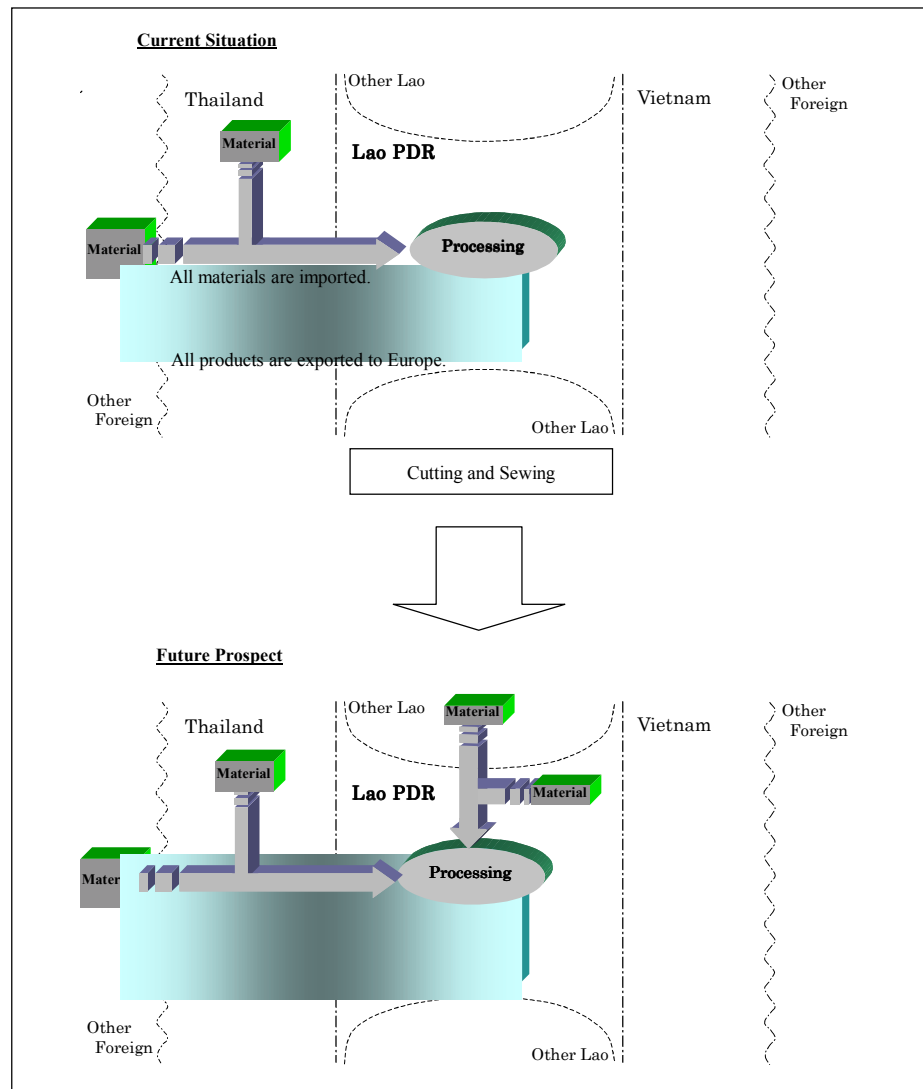 Current Situation
Other Lao
Thailand
Vietnam
Other
Foreign
Material
Lao PDR
Material
Processing
All materials are imported.
All products are exported to Europe.
Other
Foreign
Other Lao
Cutting and Sewing
Future Prospect
Other Lao
Material
Thailand
Vietnam
Other
Foreign
Material
Lao PDR
Material
Processing
Other
Foreign
Other Lao